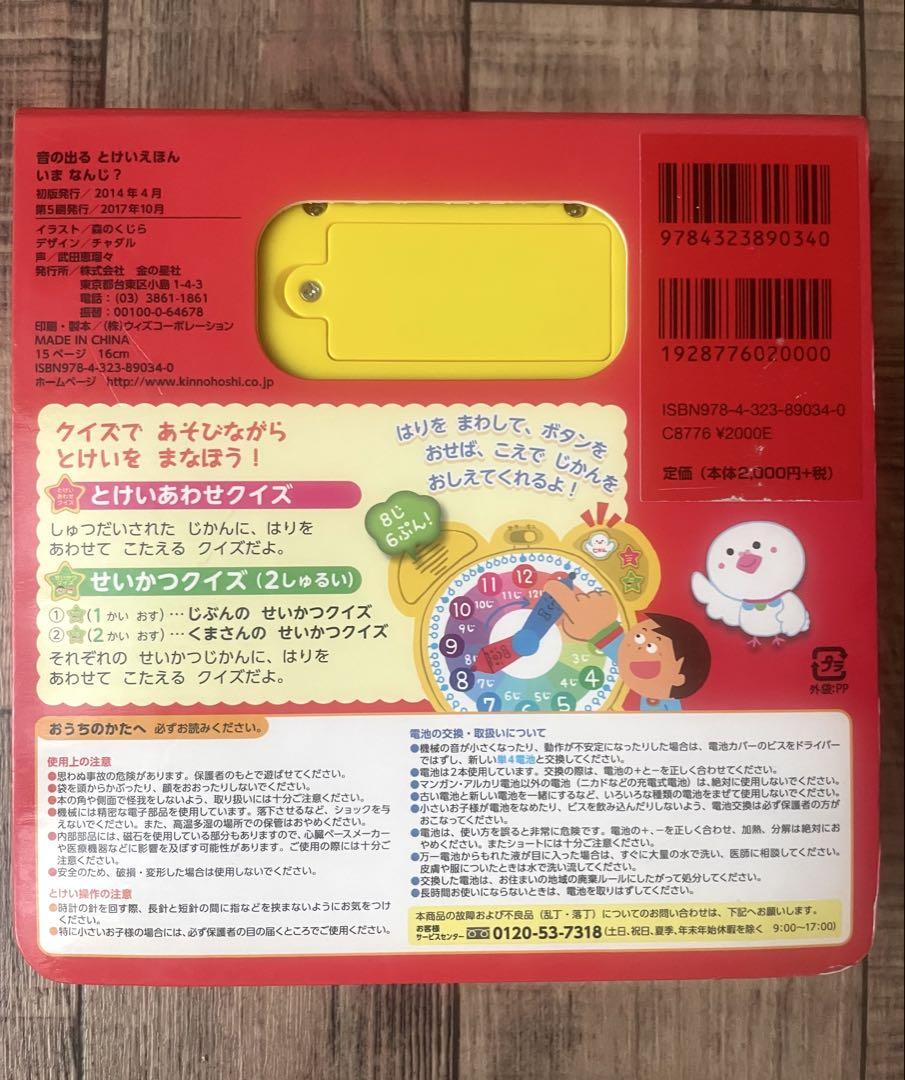 音の出る とけいえほん
いま なんじ？
初版発行／2014年4月
第5刷発行／2017年10月
イラスト／森のくじら
デザイン／チャダル
声／武田恵瑠々
発行所／株式会社 金の星社
東京都台東区小島1-4-3
電話：（03）3861-1861
振替：00100-0-64678
印刷・製本／（株）ウィズコーポレーション
MADE IN CHINA
15ページ 16cm
ISBN978-4-323-89034-0
ホームページ http://www.kinnohoshi.co.jp
9784323890340
1928776020000
ISBN978-4-323-89034-0
C8776 ¥2000E
定価（本体2,000円+税）
クイズで あそびながら
とけいを まなぼう！
とけいあわせクイズ
とけいあわせクイズ
しゅつだいされた じかんに、はりを
あわせて こたえる クイズだよ。
せいかつクイズ
せいかつクイズ（2しゅるい）
①（1かい おす）…じぶんの せいかつクイズ
②（2かい おす）…くまさんの せいかつクイズ
それぞれの せいかつじかんに、はりを
あわせて こたえる クイズだよ。
はりを まわして、ボタンを
おせば、こえで じかんを
おしえてくれるよ！
8じ
6ぷん！
11 12
10 10じ 11じ
9 9じ
8 8じ
7 7じ 6じ 5じ 4じ 3じ
6 5 4
プラ
外袋:PP
おうちのかたへ 必ずお読みください。
使用上の注意
●思わぬ事故の危険があります。保護者のもとで遊ばせてください。
●袋を頭からかぶったり、顔をおおったりしないでください。
●本の角や側面で怪我をしないよう、取り扱いには十分ご注意ください。
●機械には精密な電子部品を使用しています。落下させるなど、ショックを与
えないでください。また、高温多湿の場所での保管はおやめください。
●内部部品には、磁石を使用している部分もありますので、心臓ペースメーカー
や医療機器などに影響を及ぼす可能性があります。ご使用の際には十分ご
注意ください。
●安全のため、破損・変形した場合は使用しないでください。
とけい操作の注意
●時計の針を回す際、長針と短針の間に指などを挟まないようにお気をつけ
ください。
●特に小さいお子様の場合には、必ず保護者の目の届くところでご使用ください。
電池の交換・取扱いについて
●機械の音が小さくなったり、動作が不安定になったりした場合は、電池カバーのビスをドライバー
ではずし、新しい単4電池と交換してください。
●電池は2本使用しています。交換の際は、電池の+と−を正しく合わせてください。
●マンガン・アルカリ電池以外の電池（ニカドなどの充電式電池）は、絶対に使用しないでください。
●古い電池と新しい電池を一緒にするなど、いろいろな種類の電池をまぜて使用しないでください。
●小さいお子様が電池をなめたり、ビスを飲み込んだりしないよう、電池交換は必ず保護者の方が
おこなってください。
●電池は、使い方を誤ると非常に危険です。電池の+、−を正しく合わせ、加熱、分解は絶対にお
やめください。またショートには十分ご注意ください。
●万一電池からもれた液が目に入った場合は、すぐに大量の水で洗い、医師に相談してください。
皮膚や服についたときは水で洗い流してください。
●交換した電池は、お住まいの地域の廃棄ルールにしたがって処分してください。
●長時間お使いにならないときは、電池を取りはずしてください。
本商品の故障および不良品（乱丁・落丁）についてのお問い合わせは、下記へお願いします。
お客様
サービスセンター 0120-53-7318（土日、祝日、夏季、年末年始休暇を除く 9:00〜17:00）